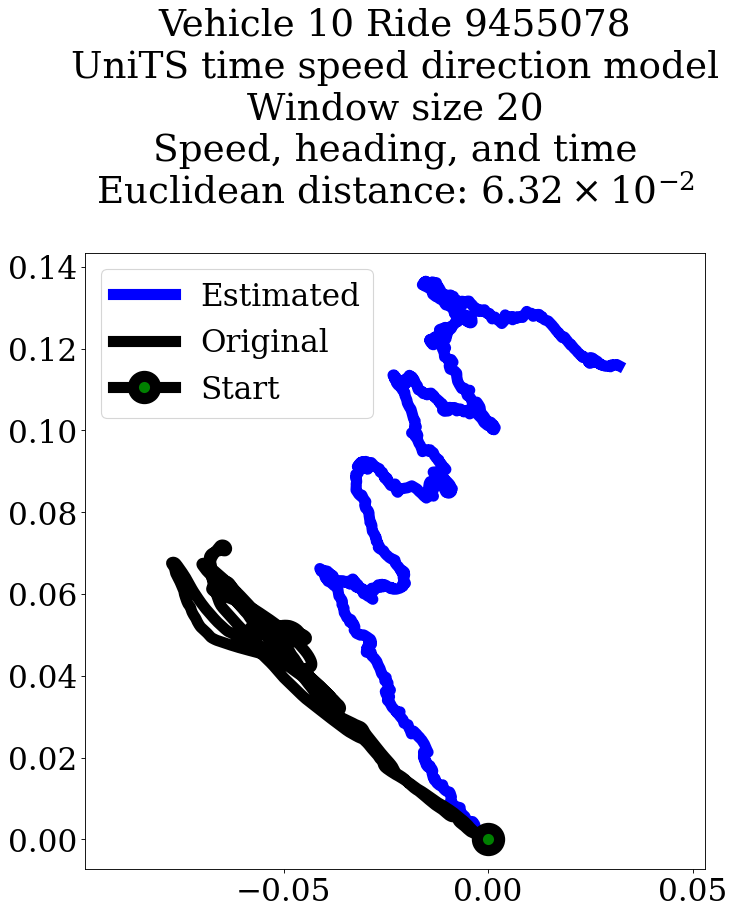 Vehicle 10 Ride 9455078
UniTS time speed direction model
Window size 20
Speed, heading, and time
Euclidean distance: 6.32 × 10⁻²
Estimated
Original
Start
0.14
0.12
0.10
0.08
0.06
0.04
0.02
0.00
−0.05 0.00 0.05